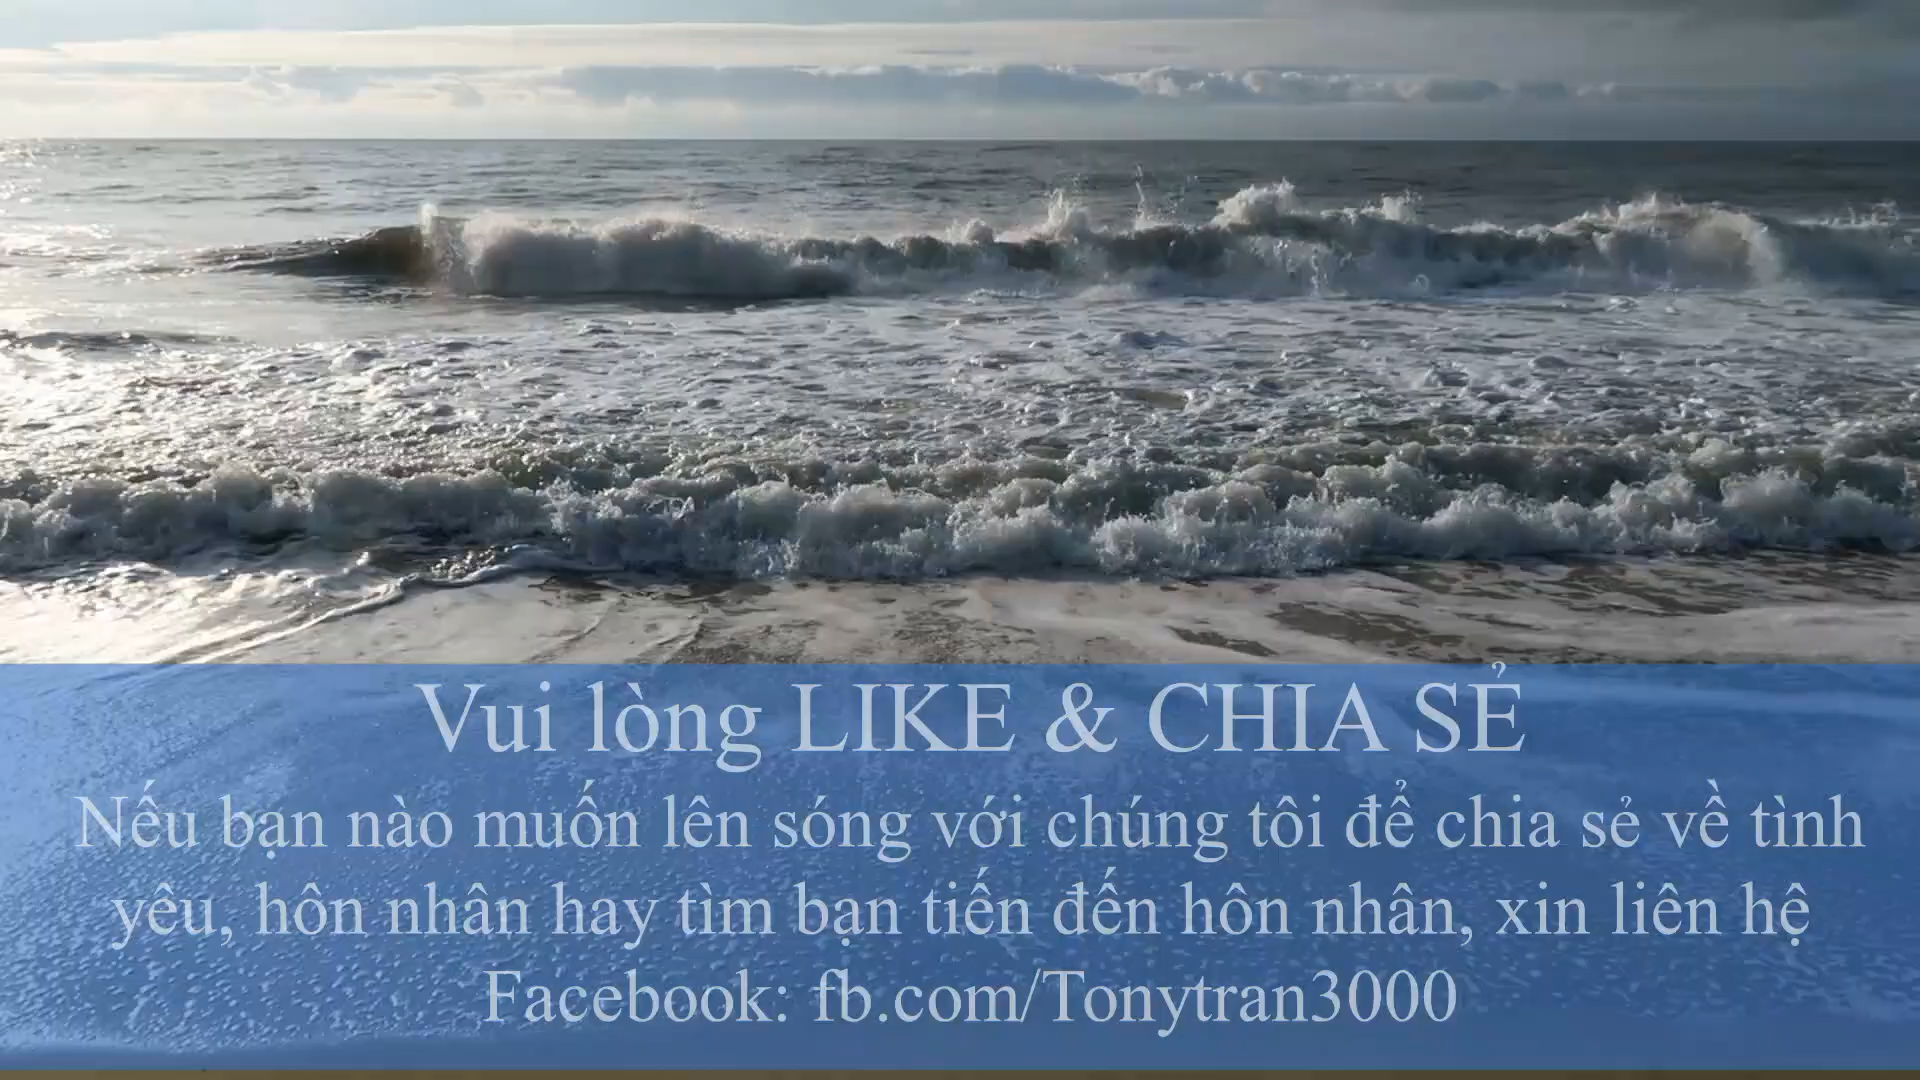 Vui lòng LIKE & CHIA SẺ
Nếu bạn nào muốn lên sóng với chúng tôi để chia sẻ về tình
yêu, hôn nhân hay tìm bạn tiến đến hôn nhân, xin liên hệ
Facebook: fb.com/Tonytran3000